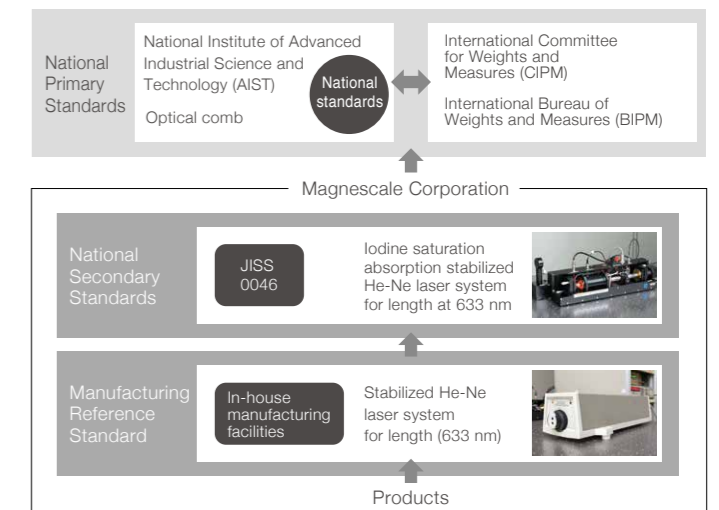 National
Primary
Standards
National Institute of Advanced
Industrial Science and
Technology (AIST)
Optical comb
National
standards
International Committee
for Weights and
Measures (CIPM)
International Bureau of
Weights and Measures (BIPM)
Magnescale Corporation
National
Secondary
Standards
JISS
0046
Iodine saturation
absorption stabilized
He-Ne laser system
for length at 633 nm
Manufacturing
Reference
Standard
In-house
manufacturing
facilities
Stabilized He-Ne
laser system
for length (633 nm)
Products